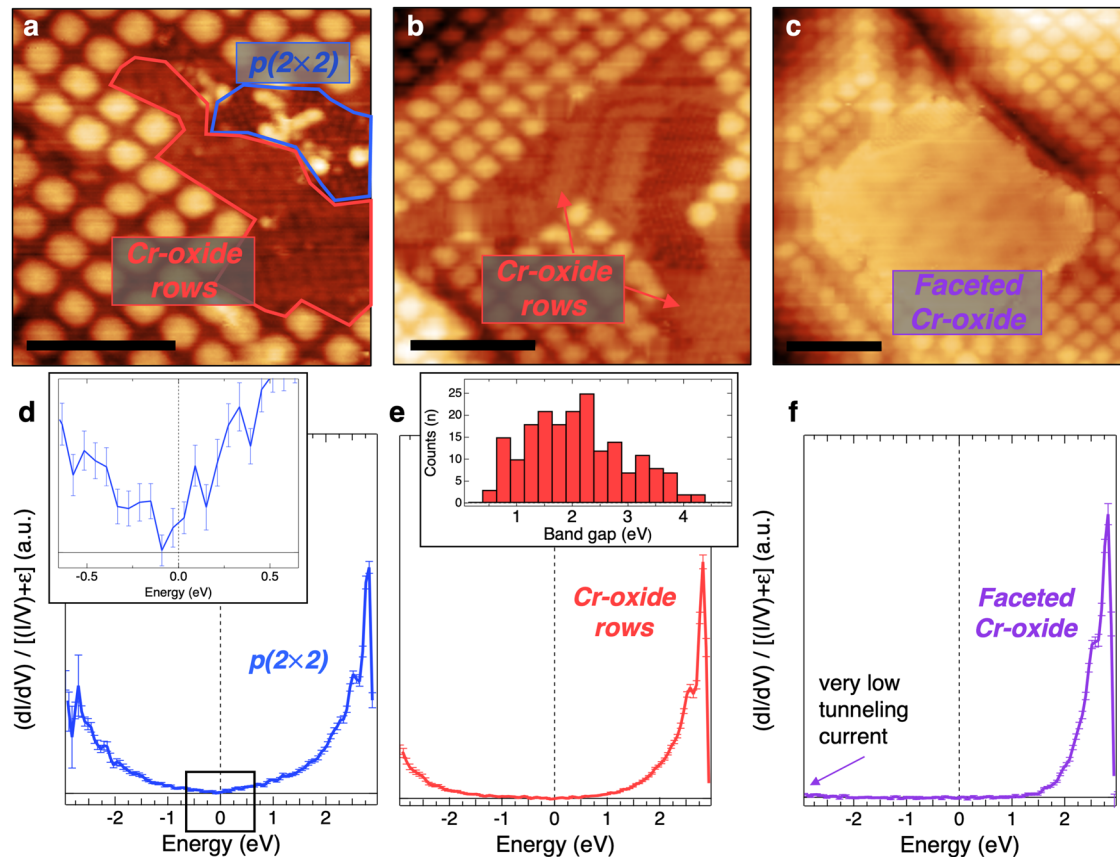 a
p(2×2)
Cr-oxide
rows
b
Cr-oxide
rows
c
Faceted
Cr-oxide
d
-0.5
0.0
0.5
Energy (eV)
(dI/dV) / [(I/V)+ε] (a.u.)
p(2×2)
-2
-1
0
1
2
Energy (eV)
e
Counts (n)
25
20
15
10
5
0
1
2
3
4
Band gap (eV)
Cr-oxide
rows
-2
-1
0
1
2
Energy (eV)
f
(dI/dV) / [(I/V)+ε] (a.u.)
Faceted
Cr-oxide
very low
tunneling
current
-2
-1
0
1
2
Energy (eV)